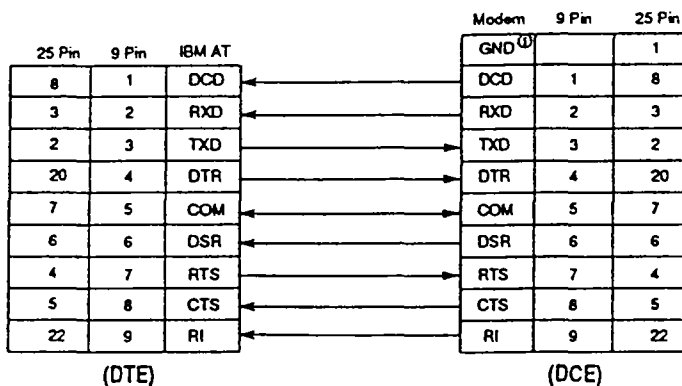 Modem 9 Pin 25 Pin
GND① 1
25 Pin 9 Pin IBM AT
8 1 DCD DCD 1 8
3 2 RXD RXD 2 3
2 3 TXD TXD 3 2
20 4 DTR DTR 4 20
7 5 COM COM 5 7
6 6 DSR DSR 6 6
4 7 RTS RTS 7 4
5 8 CTS CTS 8 5
22 9 RI RI 9 22
(DTE) (DCE)